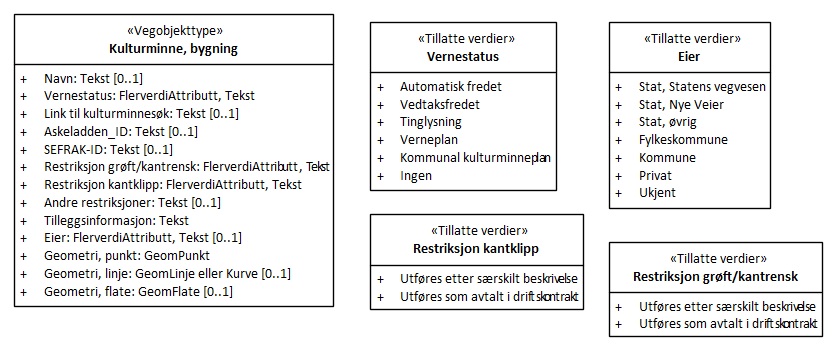 «Vegobjekttype»
Kulturminne, bygning
+ Navn: Tekst [0..1]
+ Vernestatus: FlerverdiAttributt, Tekst
+ Link til kulturminnesøk: Tekst [0..1]
+ Askeladden_ID: Tekst [0..1]
+ SEFRAK-ID: Tekst [0..1]
+ Restriksjon grøft/kantrensk: FlerverdiAttributt, Tekst
+ Restriksjon kantklipp: FlerverdiAttributt, Tekst
+ Andre restriksjoner: Tekst [0..1]
+ Tilleggsinformasjon: Tekst
+ Eier: FlerverdiAttributt, Tekst [0..1]
+ Geometri, punkt: GeomPunkt
+ Geometri, linje: GeomLinje eller Kurve [0..1]
+ Geometri, flate: GeomFlate [0..1]
«Tillatte verdier»
Vernestatus
+ Automatisk fredet
+ Vedtaksfredet
+ Tinglysning
+ Verneplan
+ Kommunal kulturminneplan
+ Ingen
«Tillatte verdier»
Eier
+ Stat, Statens vegvesen
+ Stat, Nye Veier
+ Stat, øvrig
+ Fylkeskommune
+ Kommune
+ Privat
+ Ukjent
«Tillatte verdier»
Restriksjon kantklipp
+ Utføres etter særskilt beskrivelse
+ Utføres som avtalt i driftskontrakt
«Tillatte verdier»
Restriksjon grøft/kantrensk
+ Utføres etter særskilt beskrivelse
+ Utføres som avtalt i driftskontrakt